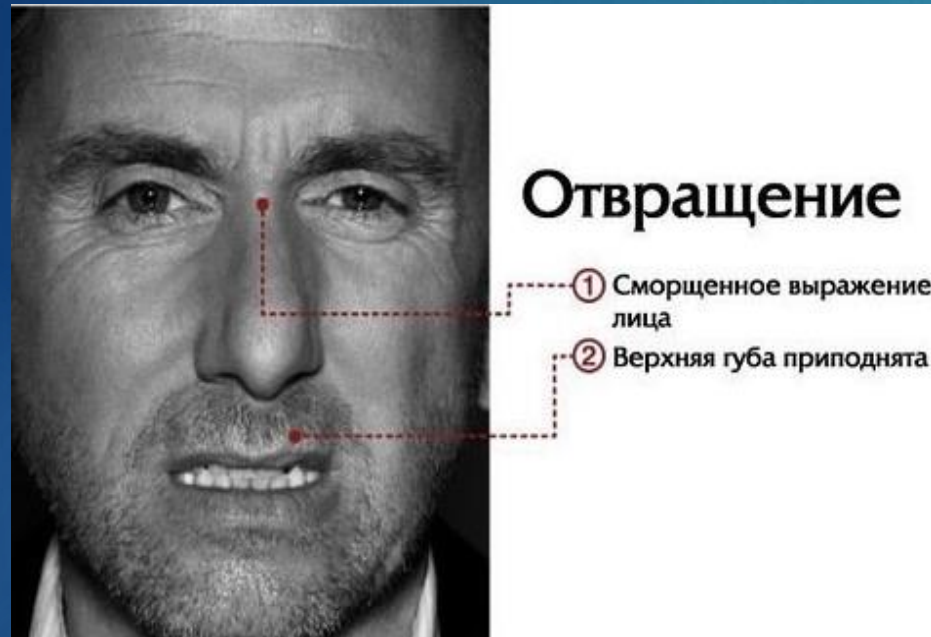 Отвращение
1 Сморщенное выражение
лица
2 Верхняя губа приподнята